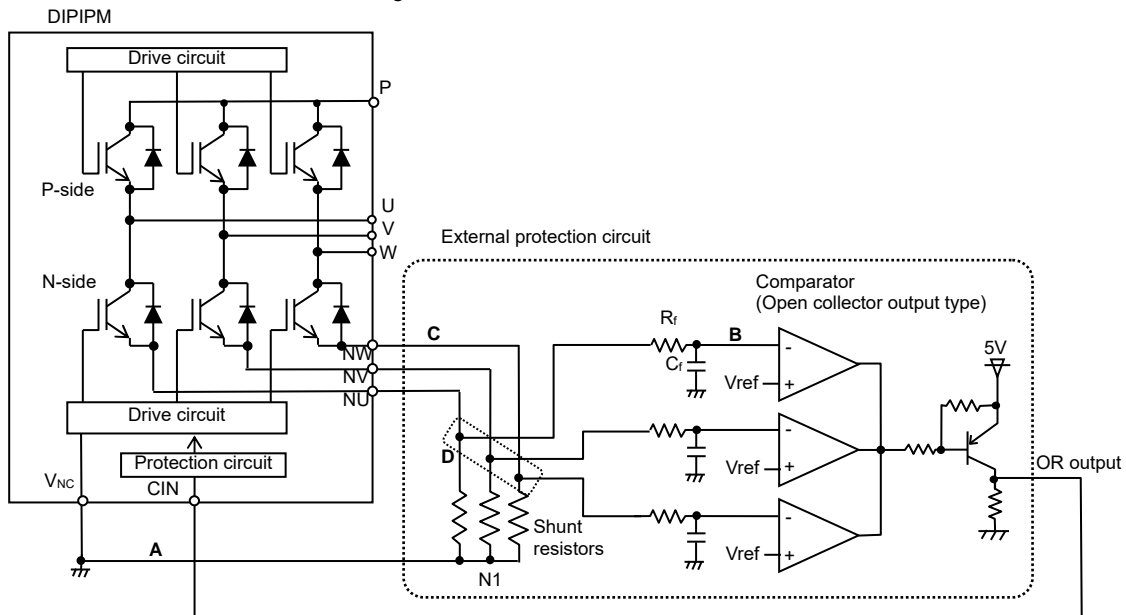 DIPIPM
Drive circuit
P
P-side
U
V
W
External protection circuit
N-side
Comparator
(Open collector output type)
C
Rf
B
Cf
5V
NW
NV
NU
Vref
-
+
Drive circuit
D
Protection circuit
Vref
-
+
OR output
VNC
CIN
Shunt
resistors
Vref
-
+
A
N1